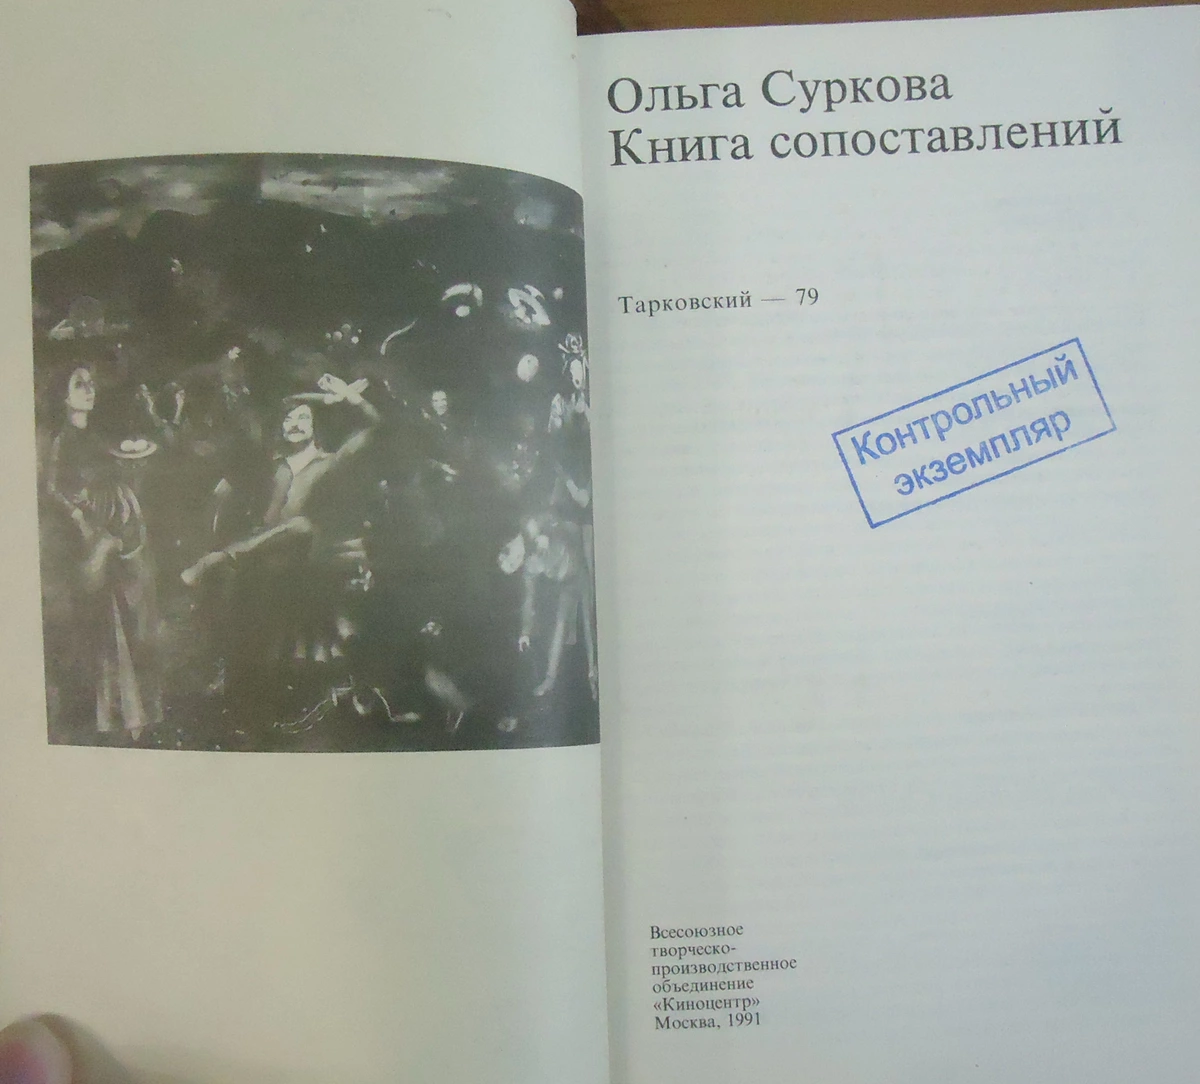 Ольга Суркова
Книга сопоставлений
Тарковский — 79
Контрольный
экземпляр
Всесоюзное
творческо-
производственное
объединение
«Киноцентр»
Москва, 1991